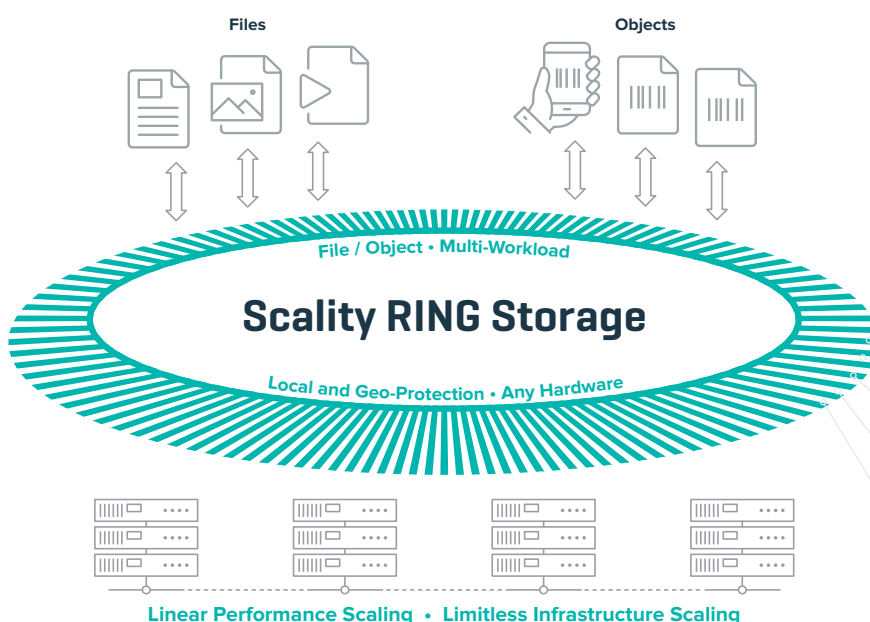 Files
Objects
File / Object • Multi-Workload
Scality RING Storage
Local and Geo-Protection • Any Hardware
Linear Performance Scaling • Limitless Infrastructure Scaling